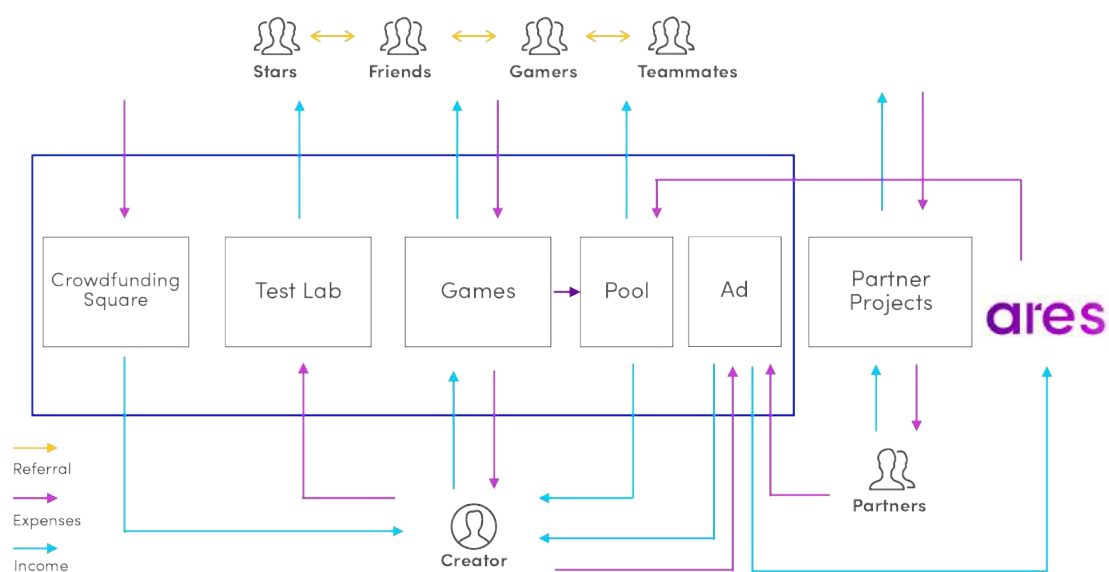 Stars
Friends
Gamers
Teammates
Crowdfunding
Square
Test Lab
Games
Pool
Ad
Partner
Projects
ares
Referral
Expenses
Income
Creator
Partners